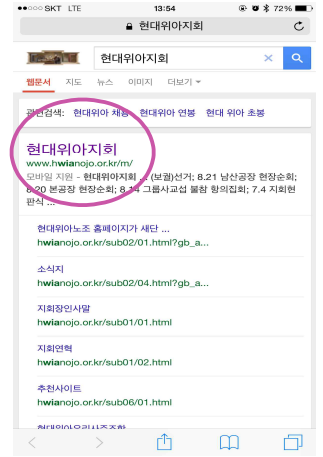 SKT LTE 13:54 72%
현대위아지회
현대위아지회
웹문서 지도 뉴스 이미지 더보기
관련검색: 현대위아 채용 현대위아 연봉 현대 위아 초봉
현대위아지회
www.hwianojo.or.kr/m/
모바일 지원 - 현대위아지회 ... (보궐)선거; 8.21 남산공장 현장순회;
8.20 본공장 현장순회; 8.14 그룹사교섭 불참 항의집회; 7.4 지회현
판식 ...
현대위아노조 홈페이지가 새단 ...
hwianojo.or.kr/sub02/01.html?gb_a...
소식지
hwianojo.or.kr/sub02/04.html?gb_a...
지회장인사말
hwianojo.or.kr/sub01/01.html
지회연혁
hwianojo.or.kr/sub01/02.html
추천사이트
hwianojo.or.kr/sub06/01.html